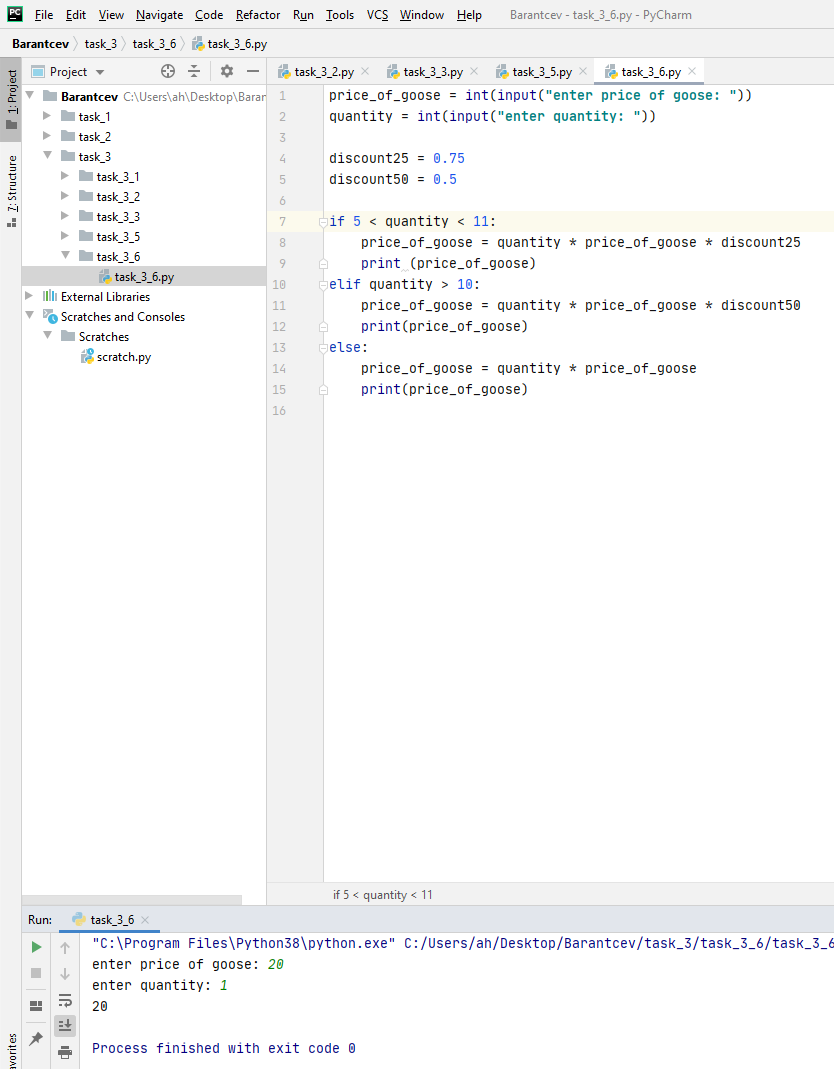 PC File Edit View Navigate Code Refactor Run Tools VCS Window Help Barantcev - task_3_6.py - PyCharm
Barantcev task_3 task_3_6 task_3_6.py
1: Project
7: Structure
Project
Barantcev C:\Users\ah\Desktop\Baran
task_1
task_2
task_3
task_3_1
task_3_2
task_3_3
task_3_5
task_3_6
task_3_6.py
External Libraries
Scratches and Consoles
Scratches
scratch.py
task_3_2.py task_3_3.py task_3_5.py task_3_6.py
1 price_of_goose = int(input("enter price of goose: "))
2 quantity = int(input("enter quantity: "))
3
4 discount25 = 0.75
5 discount50 = 0.5
6
7 if 5 < quantity < 11:
8 price_of_goose = quantity * price_of_goose * discount25
9 print (price_of_goose)
10 elif quantity > 10:
11 price_of_goose = quantity * price_of_goose * discount50
12 print(price_of_goose)
13 else:
14 price_of_goose = quantity * price_of_goose
15 print(price_of_goose)
16
if 5 < quantity < 11
Run: task_3_6
"C:\Program Files\Python38\python.exe" C:/Users/ah/Desktop/Barantcev/task_3/task_3_6/task_3_6
enter price of goose: 20
enter quantity: 1
20
Process finished with exit code 0
avorites